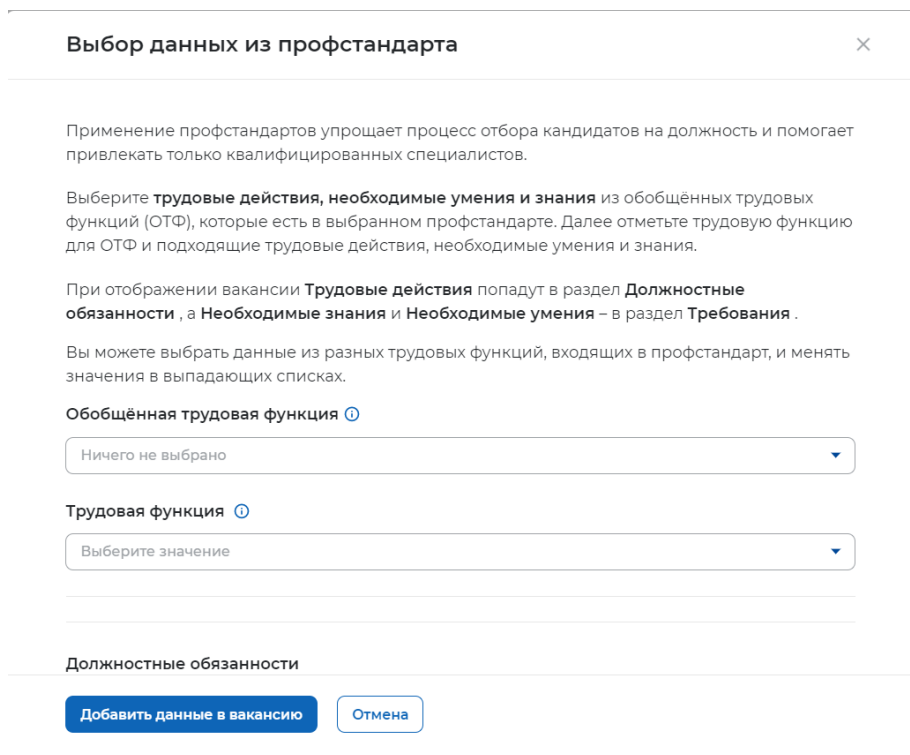 Выбор данных из профстандарта
Применение профстандартов упрощает процесс отбора кандидатов на должность и помогает
привлекать только квалифицированных специалистов.
Выберите трудовые действия, необходимые умения и знания из обобщённых трудовых
функций (ОТФ), которые есть в выбранном профстандарте. Далее отметьте трудовую функцию
для ОТФ и подходящие трудовые действия, необходимые умения и знания.
При отображении вакансии Трудовые действия попадут в раздел Должностные
обязанности , а Необходимые знания и Необходимые умения – в раздел Требования .
Вы можете выбрать данные из разных трудовых функций, входящих в профстандарт, и менять
значения в выпадающих списках.
Обобщённая трудовая функция
Ничего не выбрано
Трудовая функция
Выберите значение
Должностные обязанности
Добавить данные в вакансию Отмена